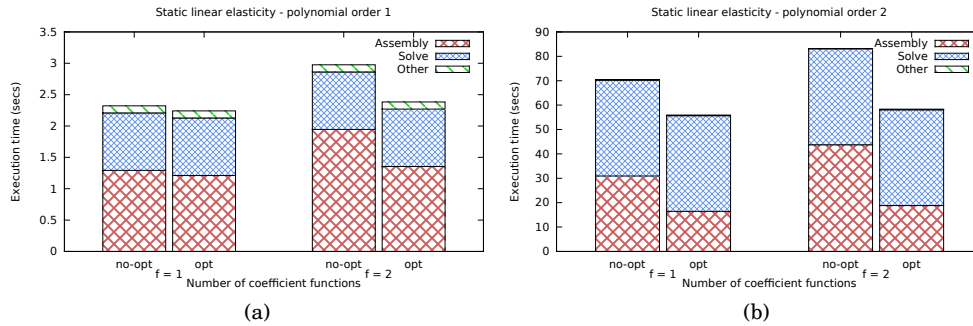 Static linear elasticity - polynomial order 1
3.5
3
2.5
2
1.5
1
0.5
0
Execution time (secs)
Assembly
Solve
Other
no-opt opt no-opt opt
f = 1 f = 2
Number of coefficient functions
(a)
Static linear elasticity - polynomial order 2
90
80
70
60
50
40
30
20
10
0
Execution time (secs)
Assembly
Solve
Other
no-opt opt no-opt opt
f = 1 f = 2
Number of coefficient functions
(b)